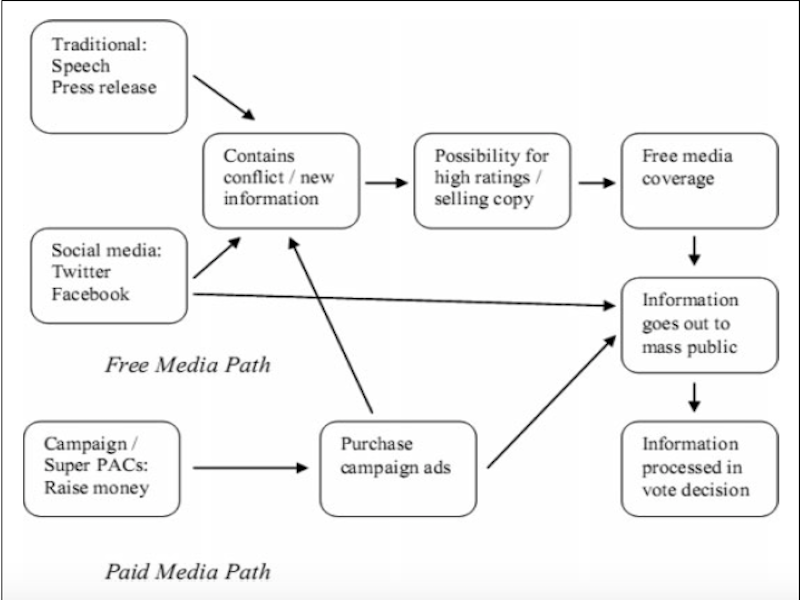 Traditional:
Speech
Press release
Contains
conflict / new
information
Possibility for
high ratings /
selling copy
Free media
coverage
Social media:
Twitter
Facebook
Information
goes out to
mass public
Free Media Path
Campaign /
Super PACs:
Raise money
Purchase
campaign ads
Information
processed in
vote decision
Paid Media Path